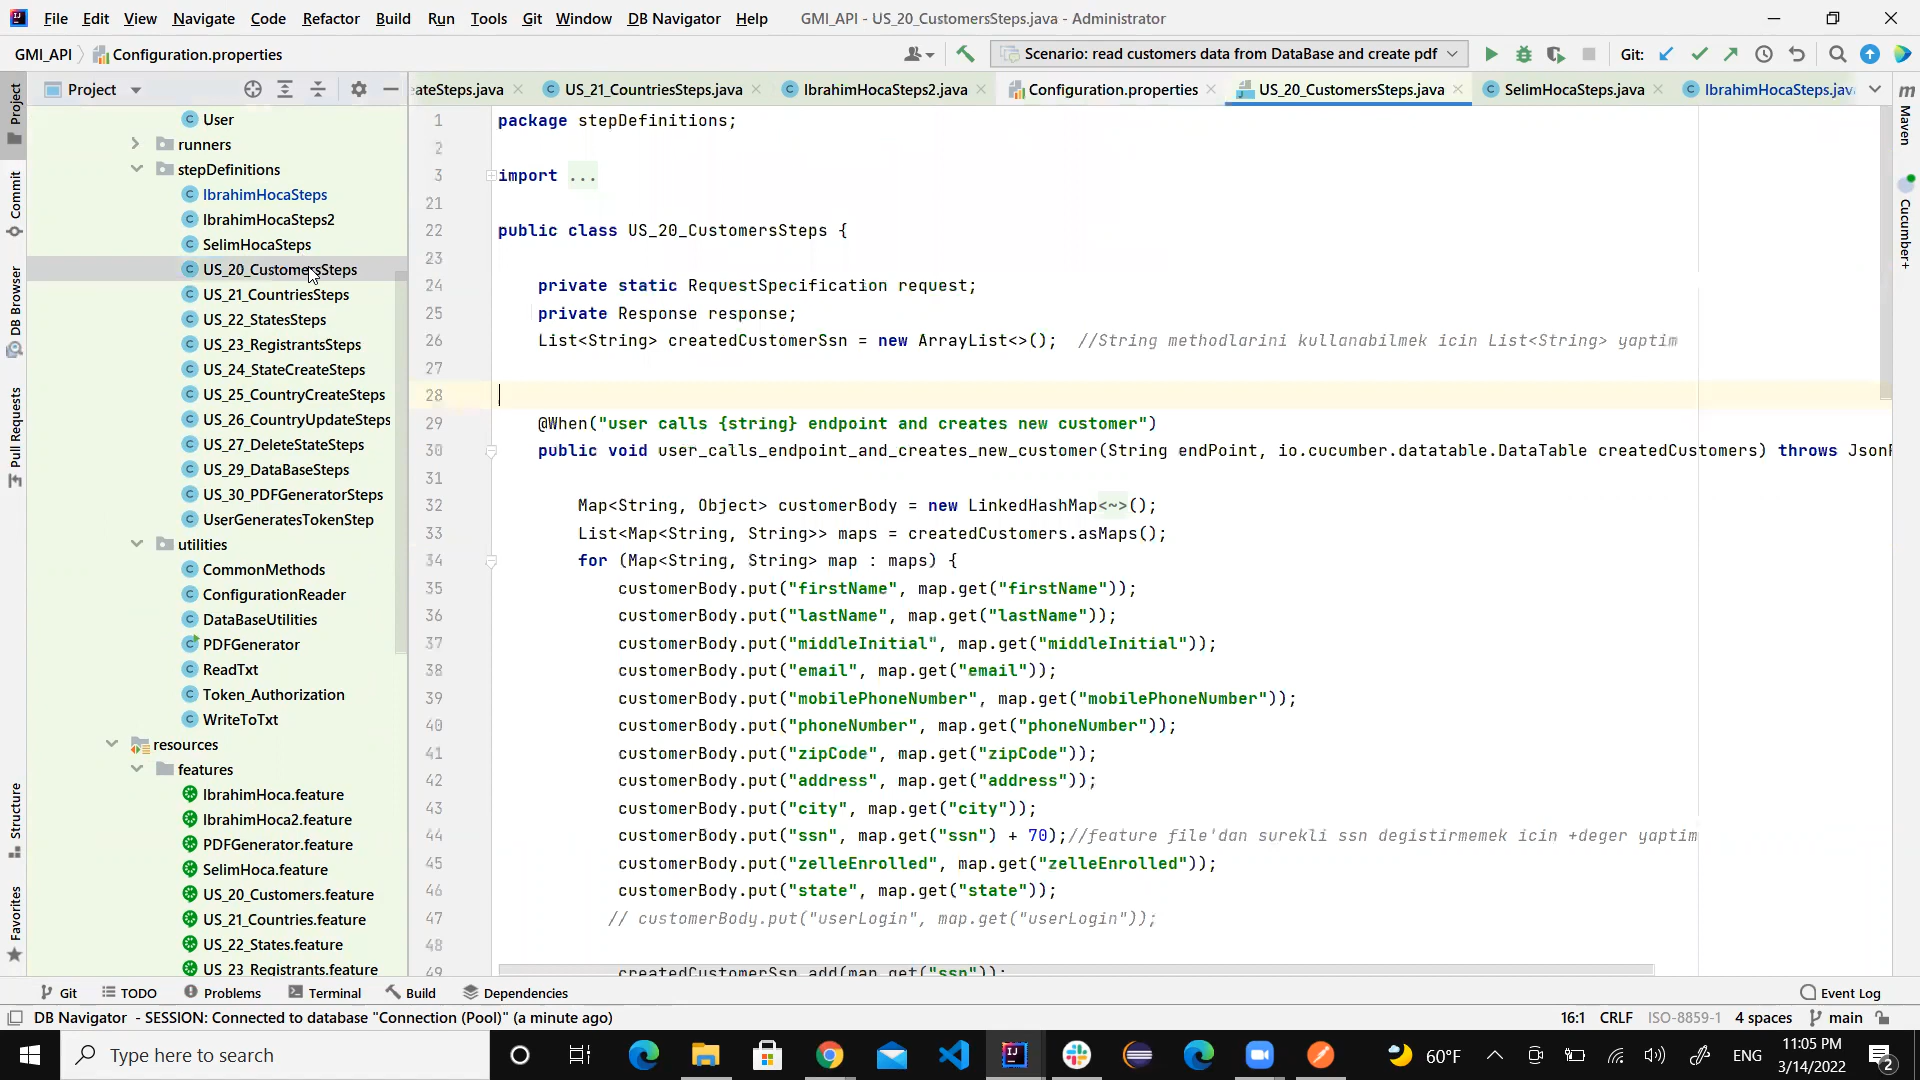 File Edit View Navigate Code Refactor Build Run Tools Git Window DB Navigator Help GMI_API - US_20_CustomersSteps.java - Administrator
GMI_API Configuration.properties Scenario: read customers data from DataBase and create pdf Git:
Project ateSteps.java US_21_CountriesSteps.java IbrahimHocaSteps2.java Configuration.properties US_20_CustomersSteps.java SelimHocaSteps.java IbrahimHocaSteps.java
Project
Commit
DB Browser
Pull Requests
Structure
Favorites
User
runners
stepDefinitions
IbrahimHocaSteps
IbrahimHocaSteps2
SelimHocaSteps
US_20_CustomersSteps
US_21_CountriesSteps
US_22_StatesSteps
US_23_RegistrantsSteps
US_24_StateCreateSteps
US_25_CountryCreateSteps
US_26_CountryUpdateSteps
US_27_DeleteStateSteps
US_29_DataBaseSteps
US_30_PDFGeneratorSteps
UserGeneratesTokenStep
utilities
CommonMethods
ConfigurationReader
DataBaseUtilities
PDFGenerator
ReadTxt
Token_Authorization
WriteToTxt
resources
features
IbrahimHoca.feature
IbrahimHoca2.feature
PDFGenerator.feature
SelimHoca.feature
US_20_Customers.feature
US_21_Countries.feature
US_22_States.feature
US_23_Registrants.feature
1 package stepDefinitions;
2
3 import ...
21
22 public class US_20_CustomersSteps {
23
24 private static RequestSpecification request;
25 private Response response;
26 List<String> createdCustomerSsn = new ArrayList<>(); //String methodlarini kullanabilmek icin List<String> yaptim
27
28
29 @When("user calls {string} endpoint and creates new customer")
30 public void user_calls_endpoint_and_creates_new_customer(String endPoint, io.cucumber.datatable.DataTable createdCustomers) throws JsonP
31
32 Map<String, Object> customerBody = new LinkedHashMap<~>();
33 List<Map<String, String>> maps = createdCustomers.asMaps();
34 for (Map<String, String> map : maps) {
35 customerBody.put("firstName", map.get("firstName"));
36 customerBody.put("lastName", map.get("lastName"));
37 customerBody.put("middleInitial", map.get("middleInitial"));
38 customerBody.put("email", map.get("email"));
39 customerBody.put("mobilePhoneNumber", map.get("mobilePhoneNumber"));
40 customerBody.put("phoneNumber", map.get("phoneNumber"));
41 customerBody.put("zipCode", map.get("zipCode"));
42 customerBody.put("address", map.get("address"));
43 customerBody.put("city", map.get("city"));
44 customerBody.put("ssn", map.get("ssn") + 70);//feature file'dan surekli ssn degistirmemek icin +deger yaptim
45 customerBody.put("zelleEnrolled", map.get("zelleEnrolled"));
46 customerBody.put("state", map.get("state"));
47 // customerBody.put("userLogin", map.get("userLogin"));
48
49 createdCustomerSsn.add(map.get("ssn"));
m
Maven
Cucumber+
Git TODO Problems Terminal Build Dependencies Event Log
DB Navigator - SESSION: Connected to database "Connection (Pool)" (a minute ago) 16:1 CRLF ISO-8859-1 4 spaces main
Type here to search 60°F ENG 11:05 PM
3/14/2022 2